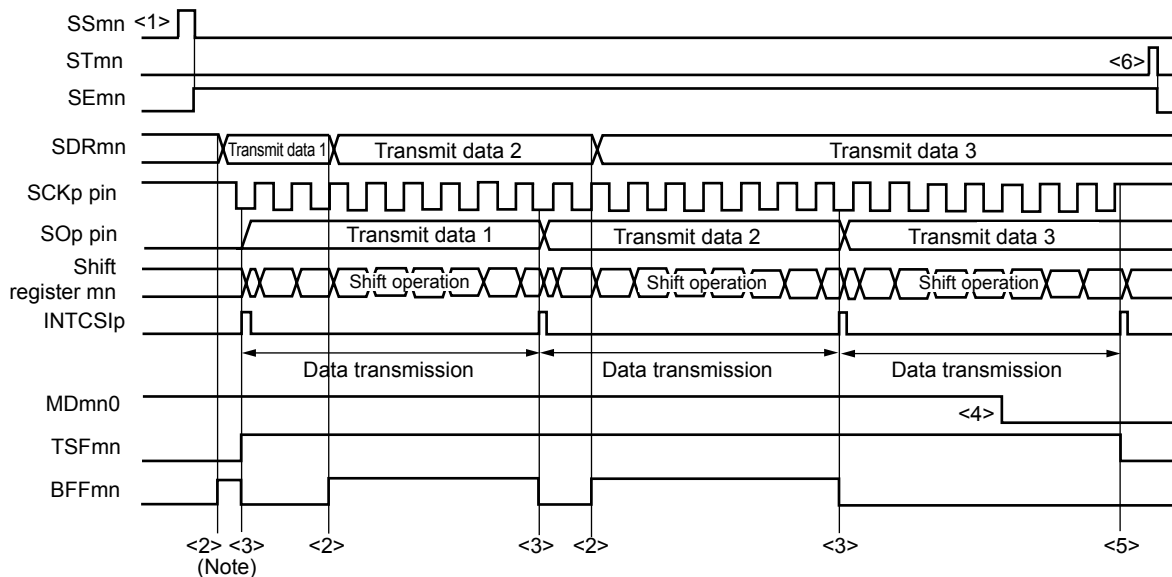 SSmn <1>
STmn <6>
SEmn
SDRmn Transmit data 1 Transmit data 2 Transmit data 3
SCKp pin
SOp pin Transmit data 1 Transmit data 2 Transmit data 3
Shift
register mn Shift operation Shift operation Shift operation
INTCSIp
Data transmission Data transmission Data transmission
MDmn0 <4>
TSFmn
BFFmn
<2> <3> <2> <3> <2> <3> <5>
(Note)